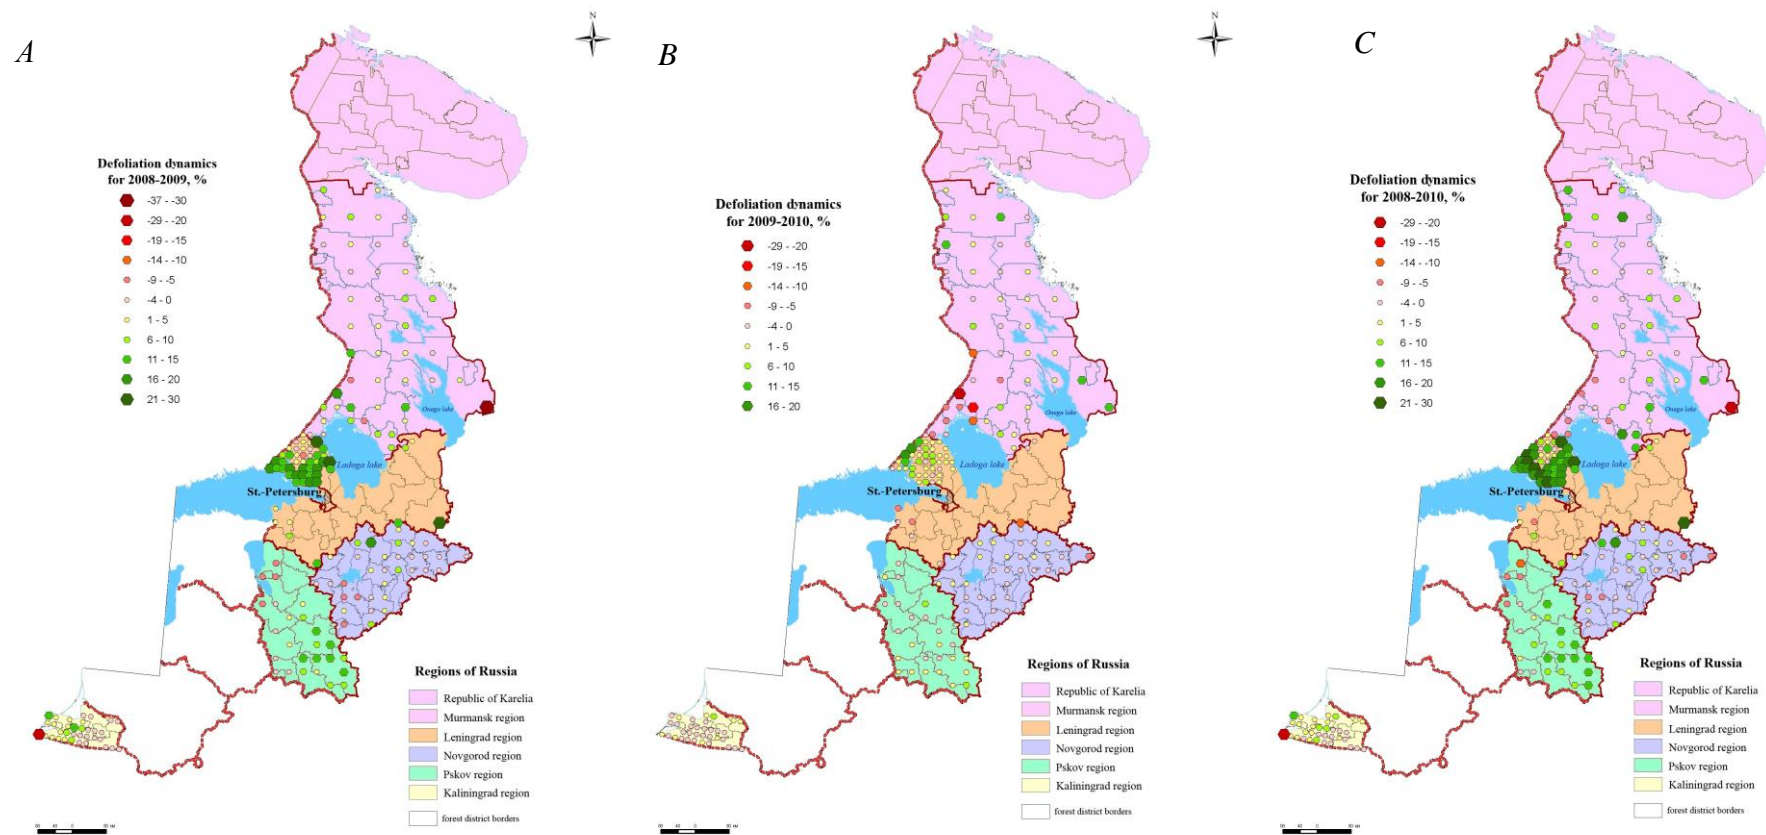 A
N
Defoliation dynamics
for 2008-2009, %
-37 - -30
-29 - -20
-19 - -15
-14 - -10
-9 - -5
-4 - 0
1 - 5
6 - 10
11 - 15
16 - 20
21 - 30
Onego lake
Ladoga lake
St.-Petersburg
Regions of Russia
Republic of Karelia
Murmansk region
Leningrad region
Novgorod region
Pskov region
Kaliningrad region
forest district borders
B
N
Defoliation dynamics
for 2009-2010, %
-29 - -20
-19 - -15
-14 - -10
-9 - -5
-4 - 0
1 - 5
6 - 10
11 - 15
16 - 20
Onego lake
Ladoga lake
St.-Petersburg
Regions of Russia
Republic of Karelia
Murmansk region
Leningrad region
Novgorod region
Pskov region
Kaliningrad region
forest district borders
C
Defoliation dynamics
for 2008-2010, %
-29 - -20
-19 - -15
-14 - -10
-9 - -5
-4 - 0
1 - 5
6 - 10
11 - 15
16 - 20
21 - 30
Onego lake
Ladoga lake
St.-Petersburg
Regions of Russia
Republic of Karelia
Murmansk region
Leningrad region
Novgorod region
Pskov region
Kaliningrad region
forest district borders